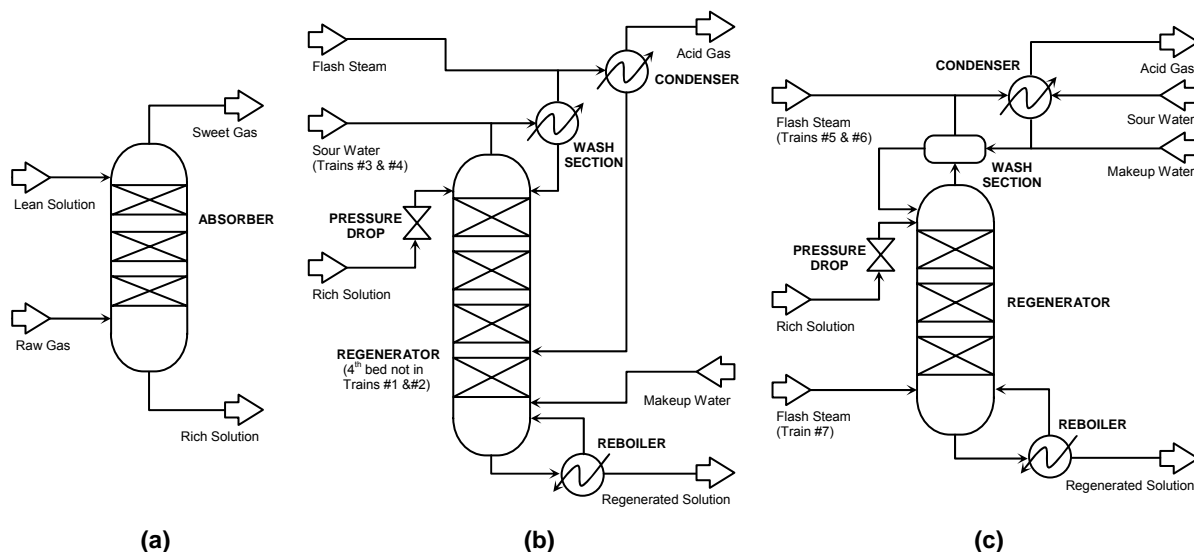 Sweet Gas
Lean Solution
ABSORBER
Raw Gas
Rich Solution
(a)
Flash Steam
Acid Gas
CONDENSER
Sour Water
(Trains #3 & #4)
WASH
SECTION
PRESSURE
DROP
Rich Solution
REGENERATOR
(4th bed not in
Trains #1 &#2)
Makeup Water
REBOILER
Regenerated Solution
(b)
CONDENSER
Acid Gas
Flash Steam
(Trains #5 & #6)
Sour Water
WASH
SECTION
Makeup Water
PRESSURE
DROP
Rich Solution
REGENERATOR
Flash Steam
(Train #7)
REBOILER
Regenerated Solution
(c)